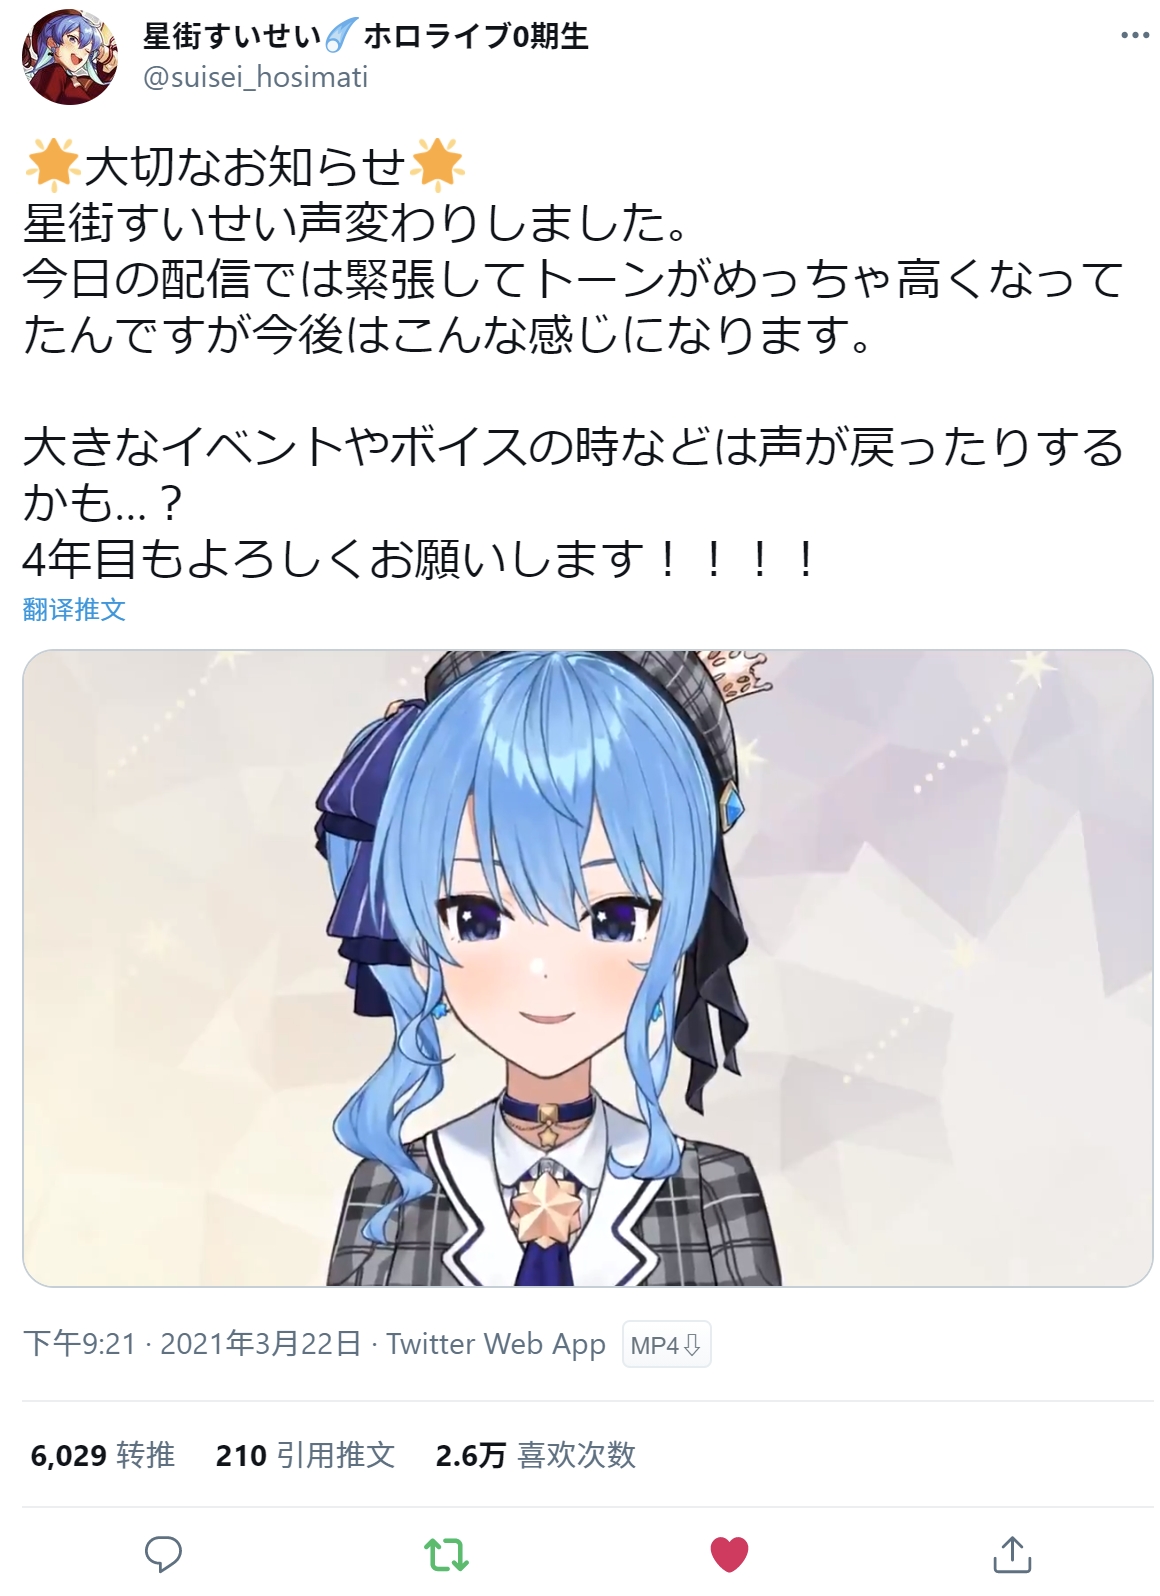 星街すいせい☄️ホロライブ0期生
@suisei_hosimati
🌟大切なお知らせ🌟
星街すいせい声変わりしました。
今日の配信では緊張してトーンがめっちゃ高くなって
たんですが今後はこんな感じになります。
大きなイベントやボイスの時などは声が戻ったりする
かも...？
4年目もよろしくお願いします！！！！
翻译推文
下午9:21 · 2021年3月22日 · Twitter Web App MP4⇩
6,029 转推 210 引用推文 2.6万 喜欢次数